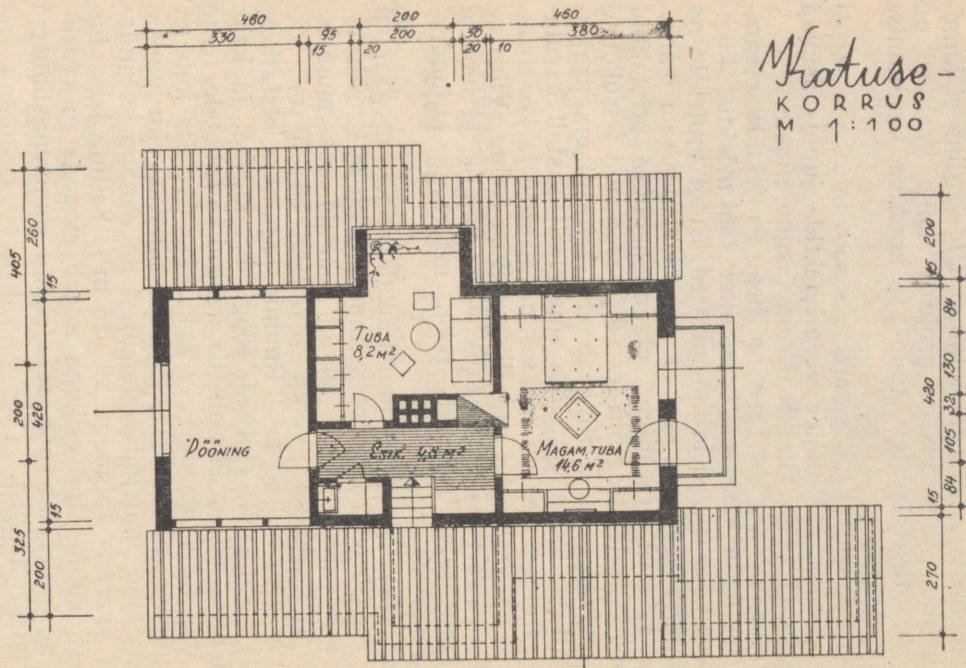 460 200 460
330 95 200 50 380
15 20 20 10
Katuse-
KORRUS
M 1:100
405 260 15
200 420
325 15 200
200 15 84
420 130 32 105 84
15 270
TUBA
8,2 M²
PÖÖNING
ESIK. 4,8 M²
MAGAM. TUBA
14,6 M²